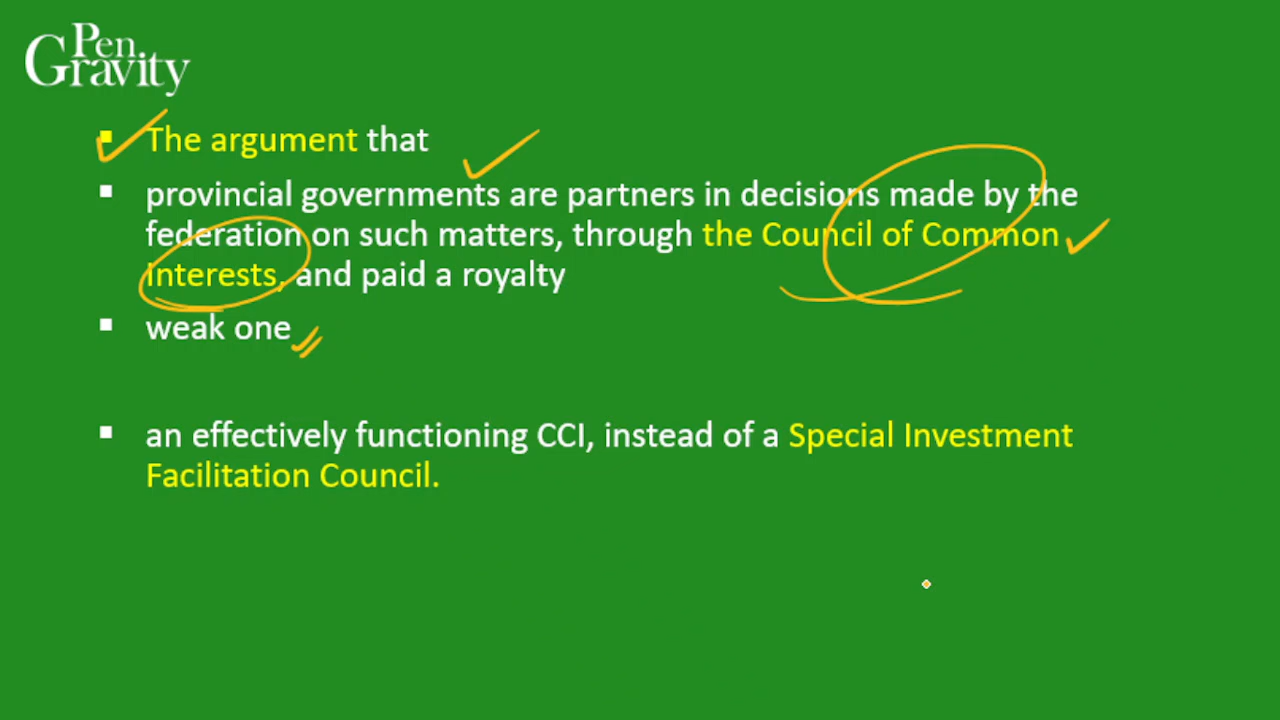 Pen
Gravity
The argument that
provincial governments are partners in decisions made by the
federation on such matters, through the Council of Common
Interests, and paid a royalty
weak one
an effectively functioning CCI, instead of a Special Investment
Facilitation Council.